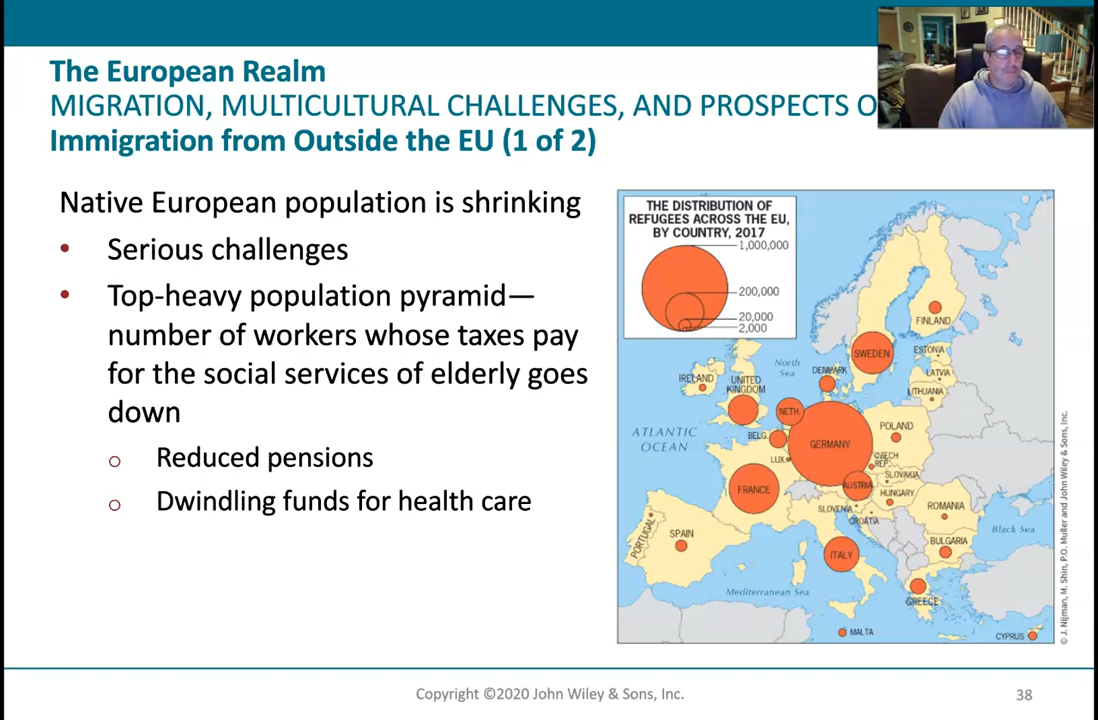 The European Realm
MIGRATION, MULTICULTURAL CHALLENGES, AND PROSPECTS O
Immigration from Outside the EU (1 of 2)
Native European population is shrinking
• Serious challenges
• Top-heavy population pyramid—
number of workers whose taxes pay
for the social services of elderly goes
down
o Reduced pensions
o Dwindling funds for health care
THE DISTRIBUTION OF
REFUGEES ACROSS THE EU,
BY COUNTRY, 2017
1,000,000
200,000
20,000
2,000
FINLAND
SWEDEN
ESTONIA
North
Sea
DENMARK
LATVIA
IRELAND
UNITED
KINGDOM
LITHUANIA
NETH.
ATLANTIC
OCEAN
BELG.
GERMANY
POLAND
LUX.
CZECH
REP.
SLOVAKIA
FRANCE
AUSTRIA
HUNGARY
SLOVENIA
CROATIA
ROMANIA
PORTUGAL
SPAIN
Black Sea
BULGARIA
ITALY
Mediterranean Sea
GREECE
MALTA
CYPRUS
© J. Nijman, M. Shin, P.O. Muller and John Wiley & Sons, Inc.
Copyright ©2020 John Wiley & Sons, Inc.
38